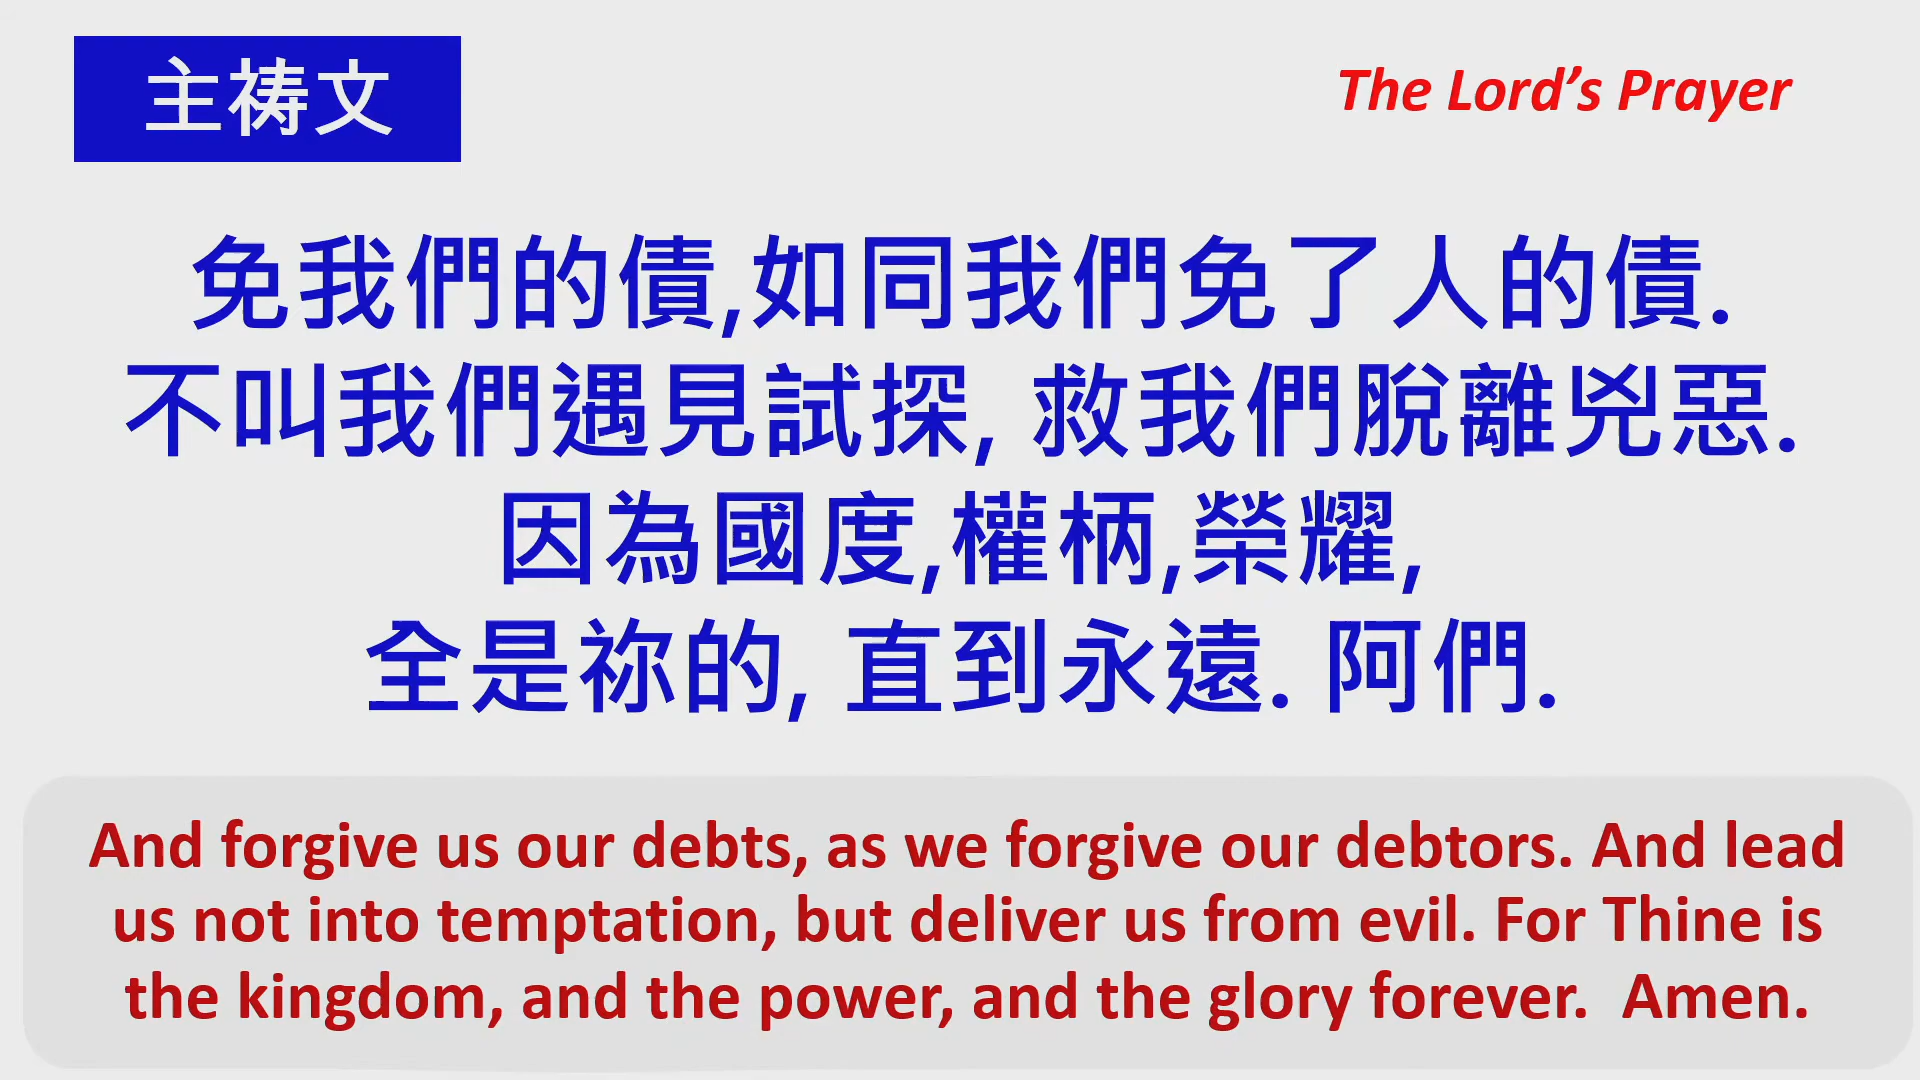 主祷文
The Lord’s Prayer
免我們的債,如同我們免了人的債.
不叫我們遇見試探, 救我們脫離兇惡.
因為國度,權柄,榮耀,
全是祢的, 直到永遠. 阿們.
And forgive us our debts, as we forgive our debtors. And lead
us not into temptation, but deliver us from evil. For Thine is
the kingdom, and the power, and the glory forever.  Amen.